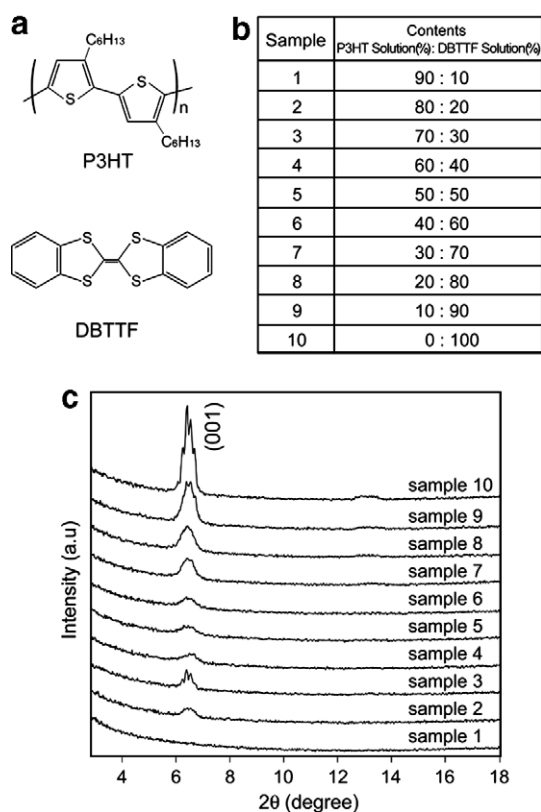 a
C₆H₁₃
S
S
n
C₆H₁₃
P3HT
S
S
S
S
DBTTF
b
Sample
Contents
P3HT Solution(%): DBTTF Solution(%)
1 90 : 10
2 80 : 20
3 70 : 30
4 60 : 40
5 50 : 50
6 40 : 60
7 30 : 70
8 20 : 80
9 10 : 90
10 0 : 100
c
(001)
sample 10
sample 9
sample 8
sample 7
sample 6
sample 5
sample 4
sample 3
sample 2
sample 1
Intensity (a.u)
4 6 8 10 12 14 16 18
2θ (degree)